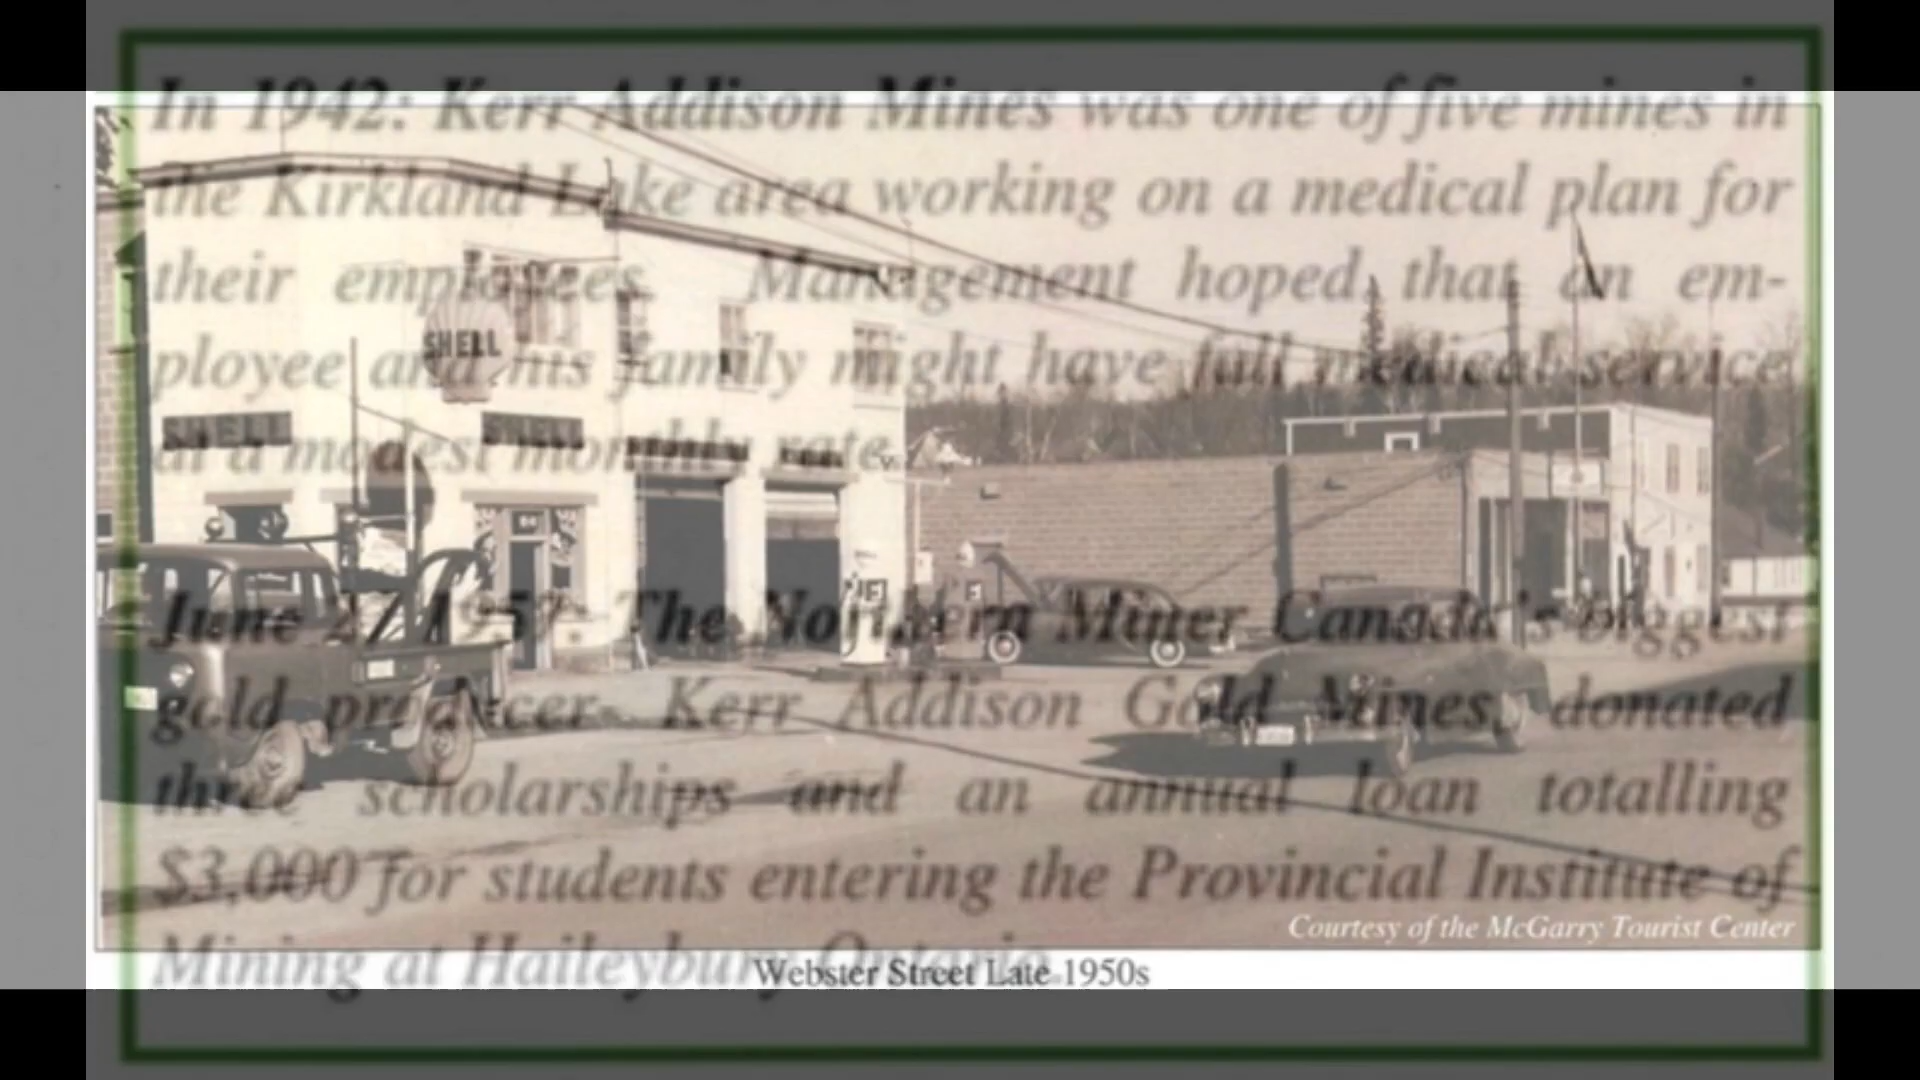 In 1942: Kerr Addison Mines was one of five mines in
the Kirkland Lake area working on a medical plan for
their employees. Management hoped that an em-
ployee and his family might have full medical service
at a modest monthly rate.
SHELL
SHELL
SHELL
June 27 1957: The Northern Miner Canada's biggest
gold producer, Kerr Addison Gold Mines, donated
three scholarships and an annual loan totalling
$3,000 for students entering the Provincial Institute of
Mining at Haileybury Ontario.
Courtesy of the McGarry Tourist Center
Webster Street Late 1950s